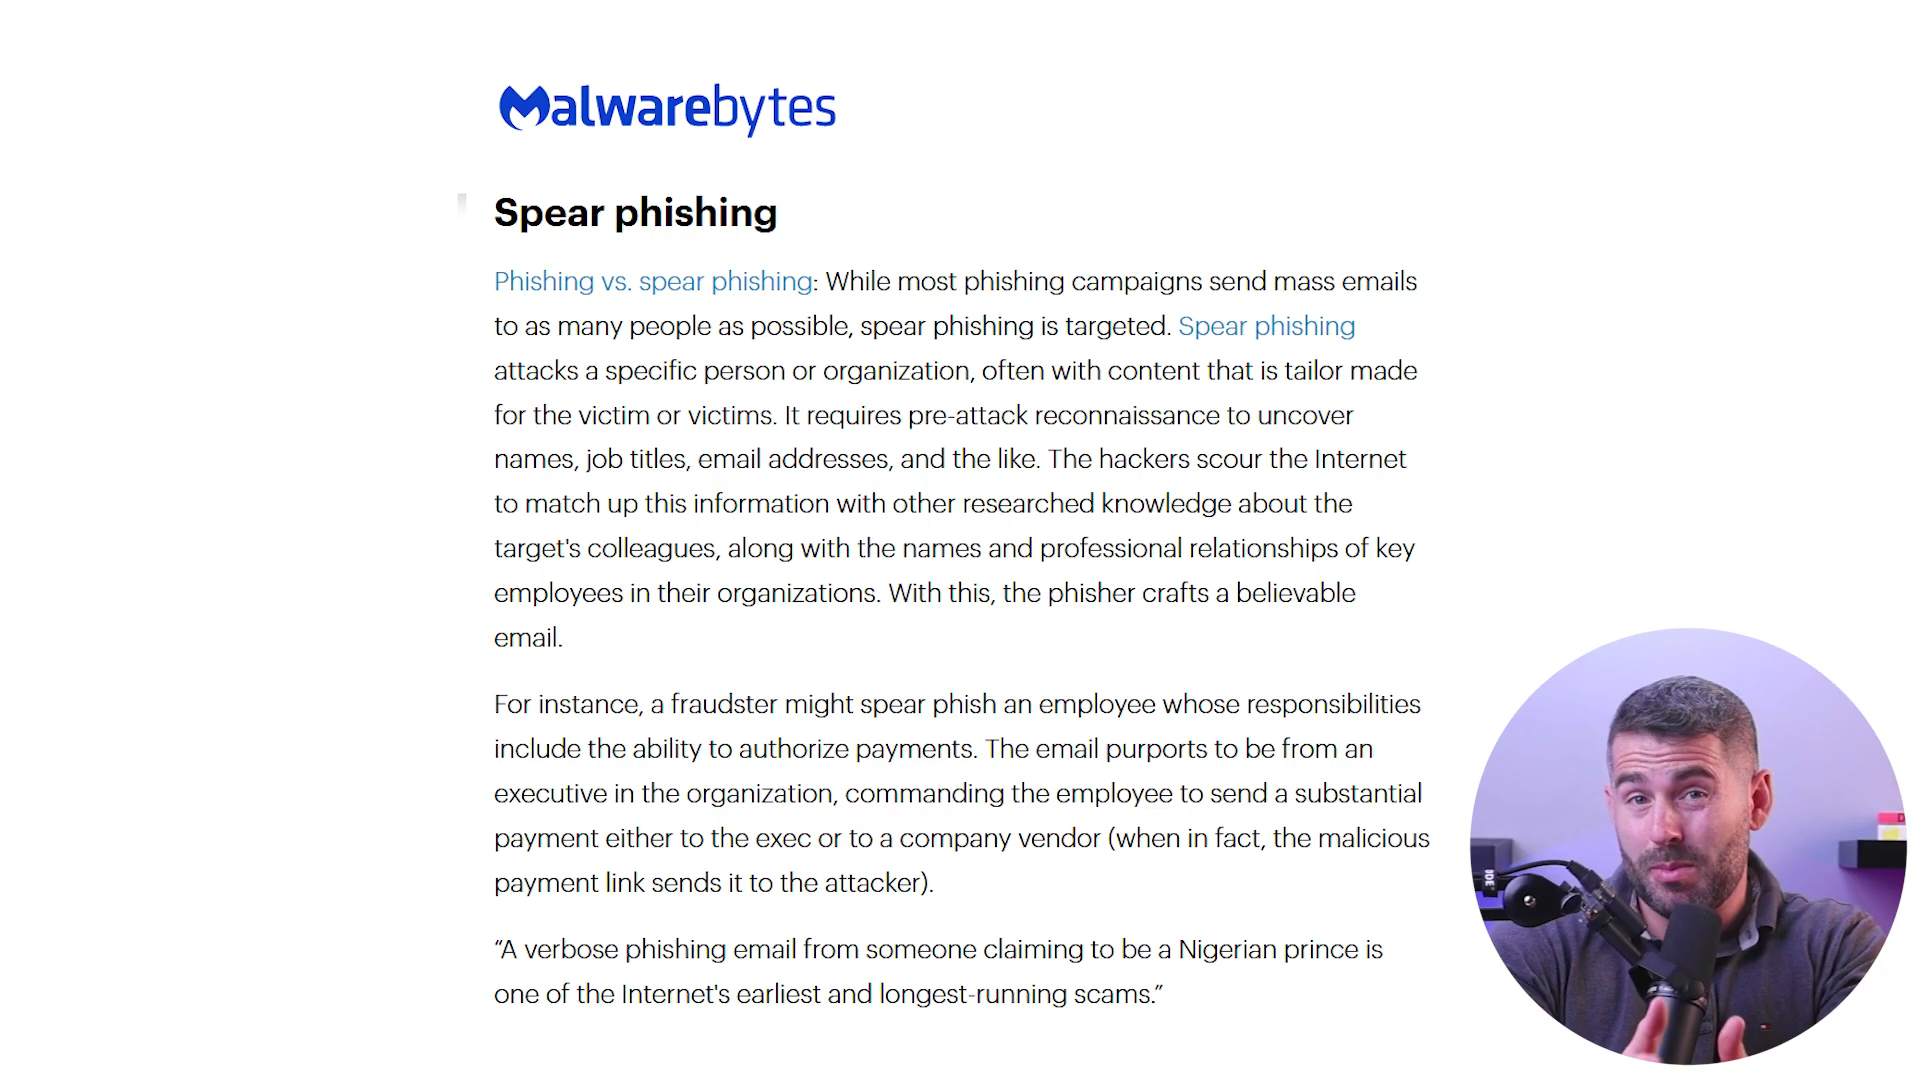 Malwarebytes
Spear phishing
Phishing vs. spear phishing: While most phishing campaigns send mass emails
to as many people as possible, spear phishing is targeted. Spear phishing
attacks a specific person or organization, often with content that is tailor made
for the victim or victims. It requires pre-attack reconnaissance to uncover
names, job titles, email addresses, and the like. The hackers scour the Internet
to match up this information with other researched knowledge about the
target's colleagues, along with the names and professional relationships of key
employees in their organizations. With this, the phisher crafts a believable
email.
For instance, a fraudster might spear phish an employee whose responsibilities
include the ability to authorize payments. The email purports to be from an
executive in the organization, commanding the employee to send a substantial
payment either to the exec or to a company vendor (when in fact, the malicious
payment link sends it to the attacker).
“A verbose phishing email from someone claiming to be a Nigerian prince is
one of the Internet's earliest and longest-running scams.”